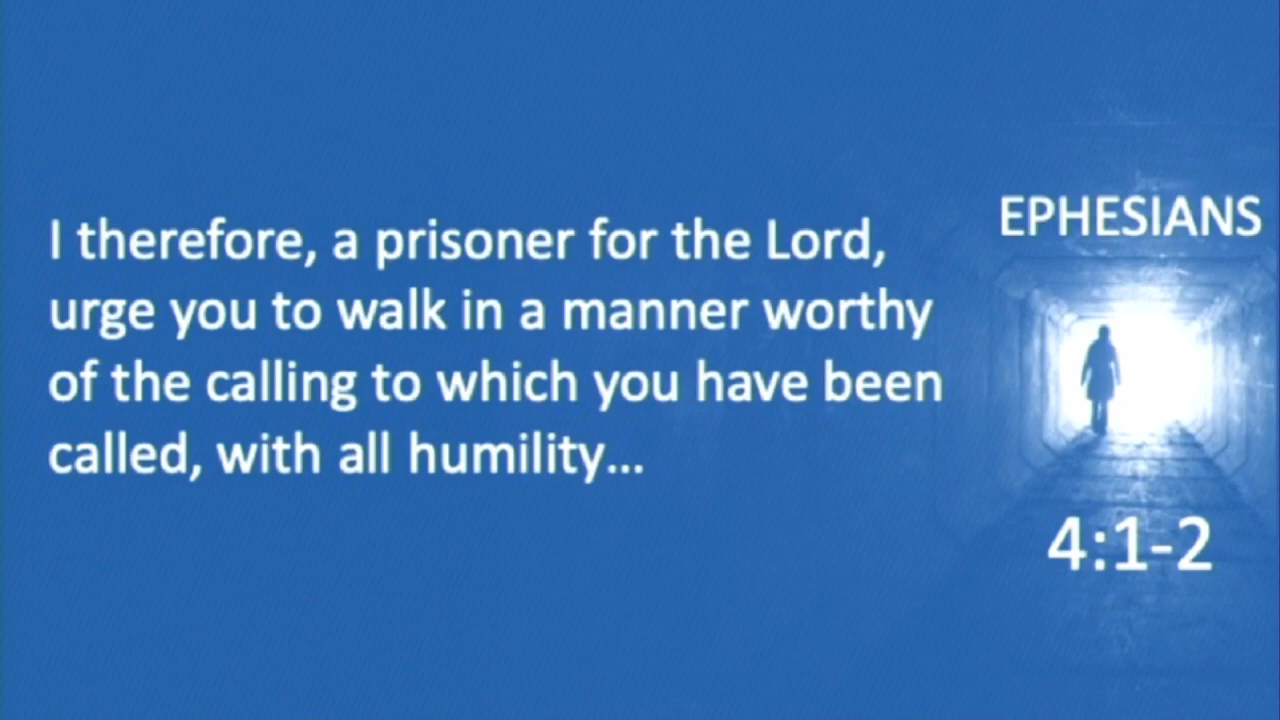 I therefore, a prisoner for the Lord,
urge you to walk in a manner worthy
of the calling to which you have been
called, with all humility...
EPHESIANS
4:1-2